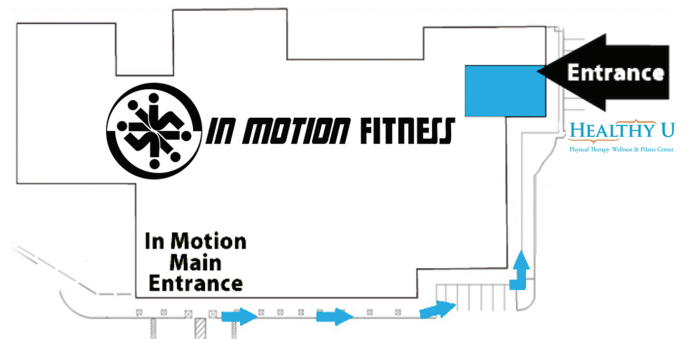 Entrance
IN MOTION FITNESS
HEALTHY U
Physical Therapy Wellness & Pilates Center
In Motion
Main
Entrance